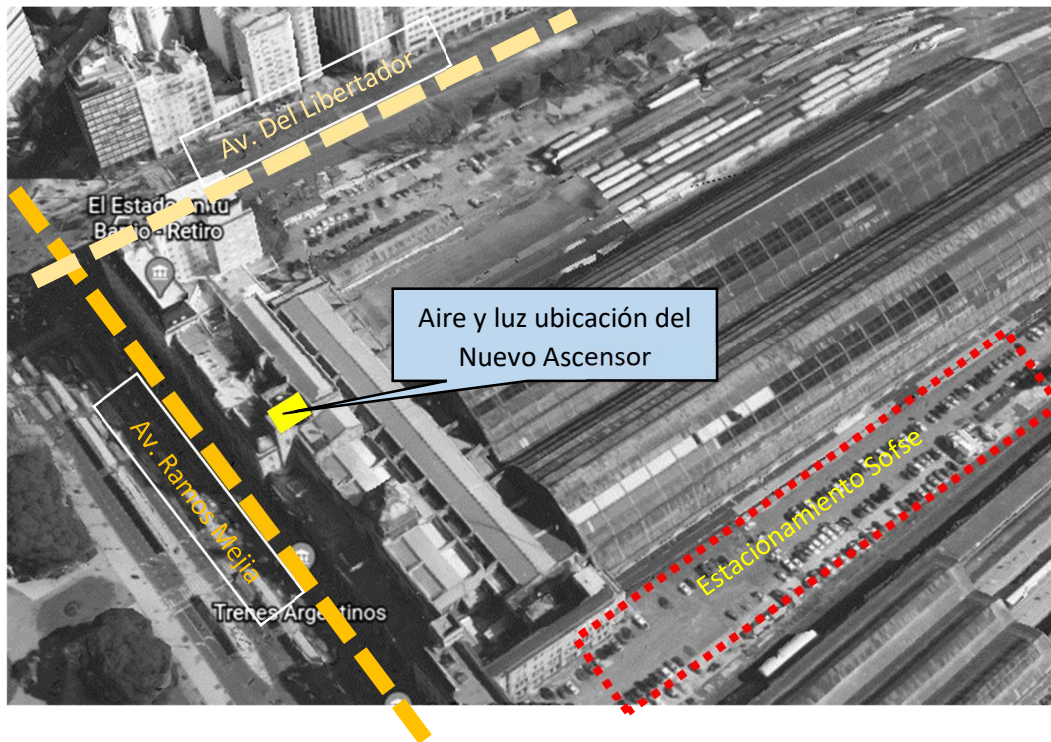 Av. Del Libertador
El Estado en tu
Barrio - Retiro
Aire y luz ubicación del
Nuevo Ascensor
Av. Ramos Mejia
Estacionamiento Sofse
Trenes Argentinos